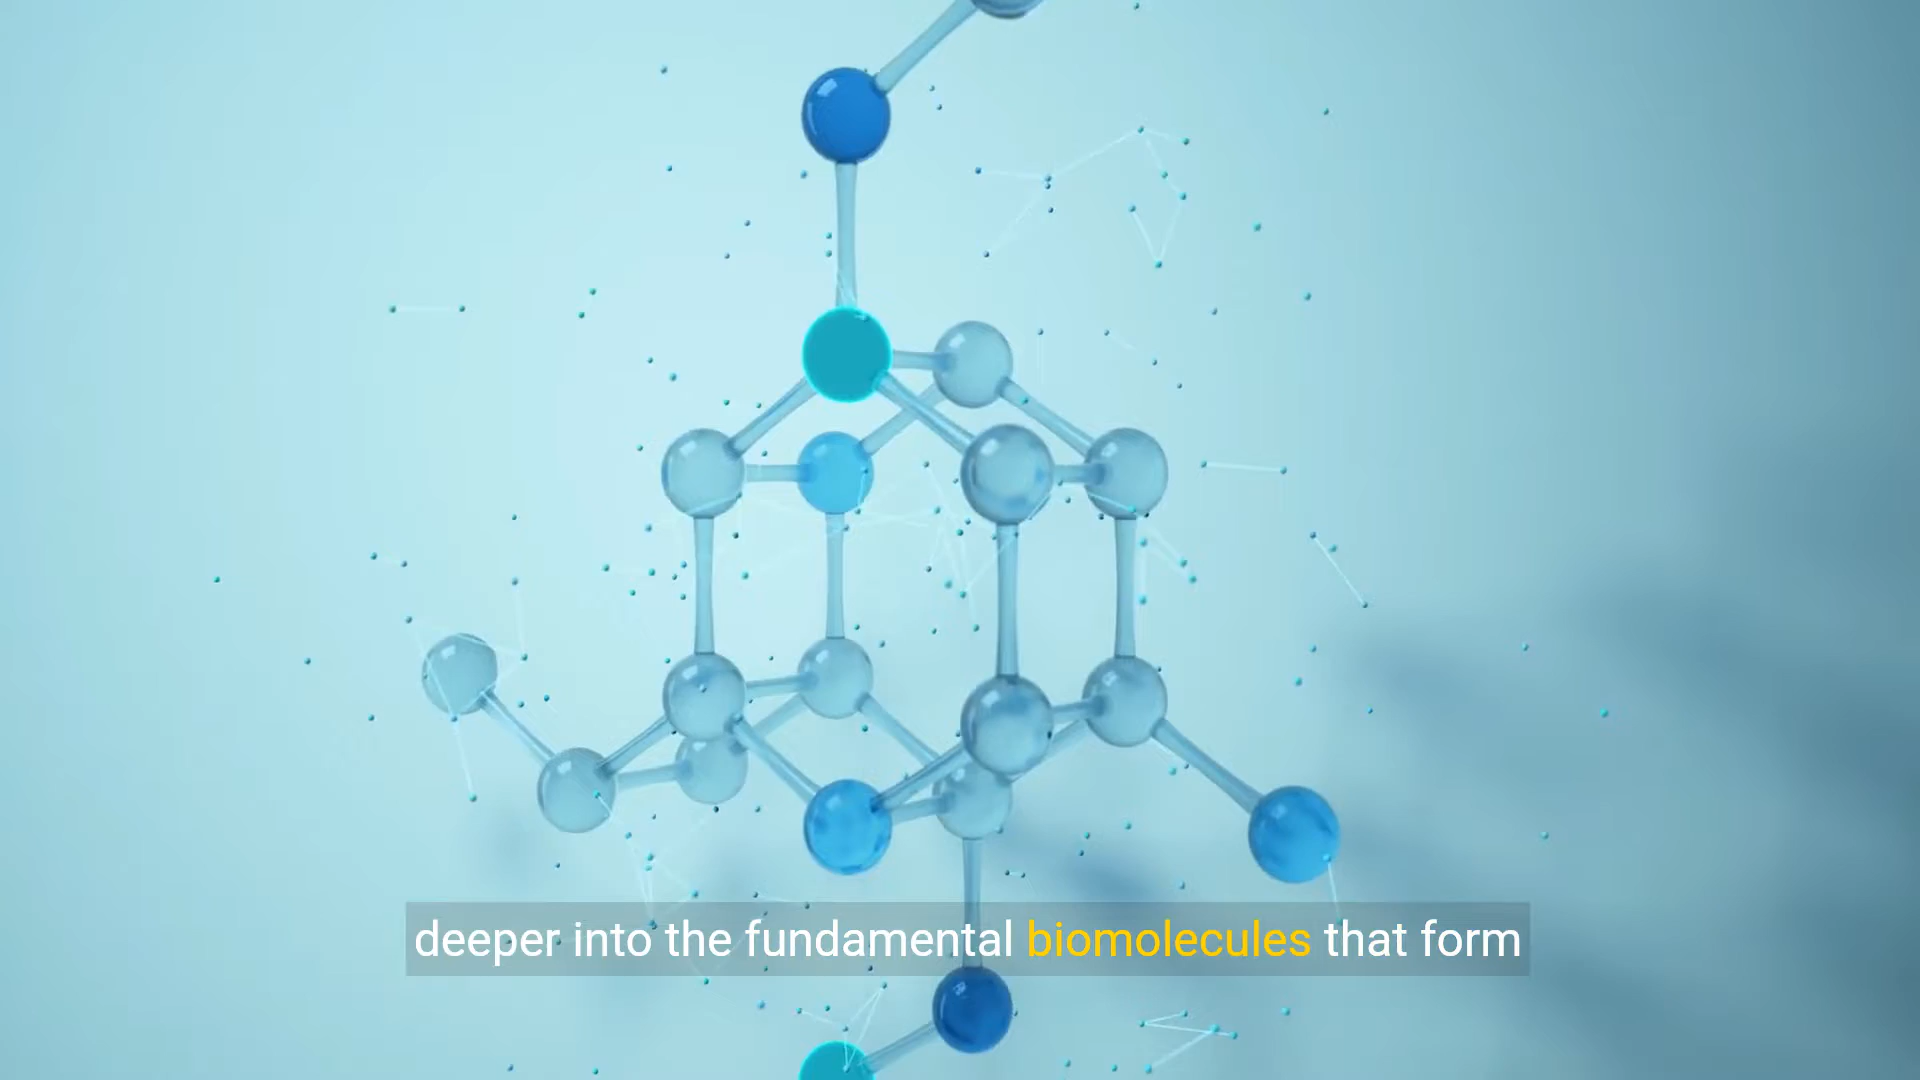 deeper into the fundamental biomolecules that form